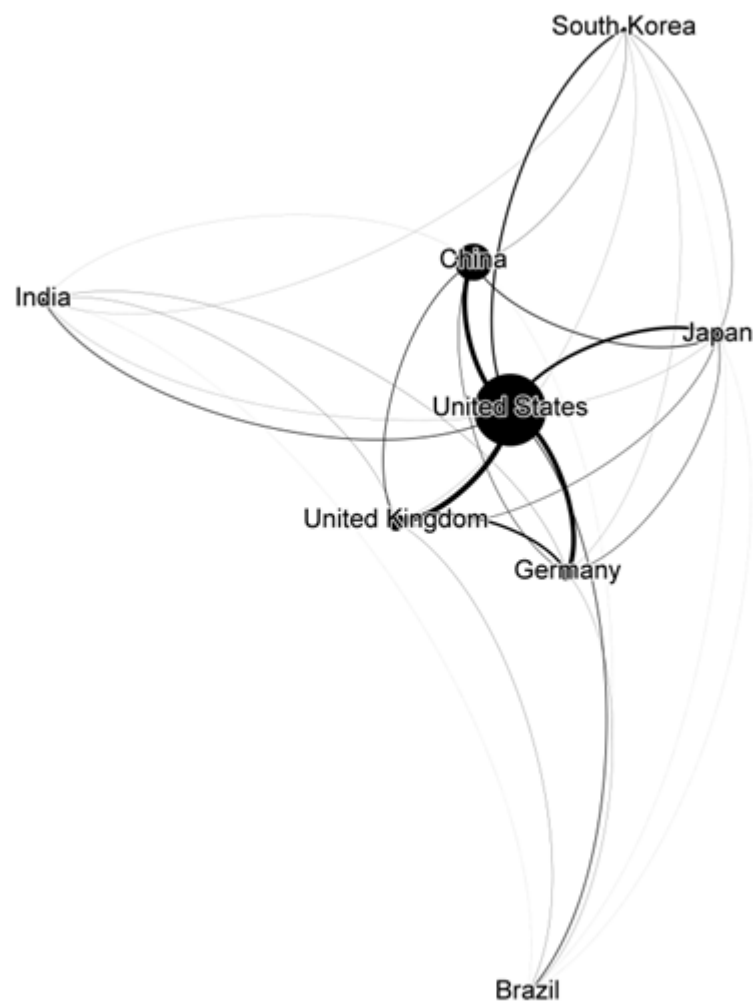 South Korea
China
India
Japan
United States
United Kingdom
Germany
Brazil